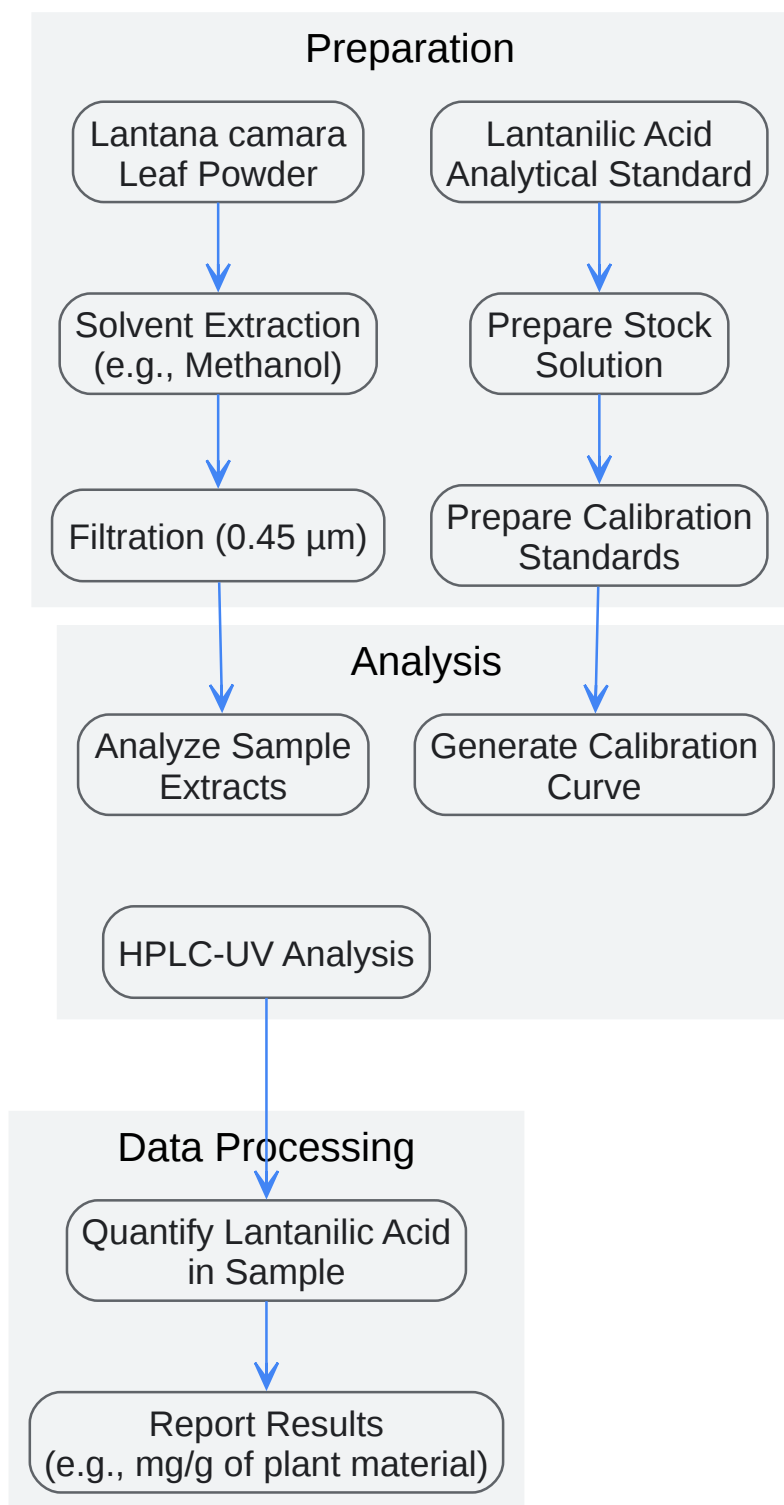 Preparation
Lantana camara
Leaf Powder
Lantanilic Acid
Analytical Standard
Solvent Extraction
(e.g., Methanol)
Prepare Stock
Solution
Filtration (0.45 µm)
Prepare Calibration
Standards
Analysis
Analyze Sample
Extracts
Generate Calibration
Curve
HPLC-UV Analysis
Data Processing
Quantify Lantanilic Acid
in Sample
Report Results
(e.g., mg/g of plant material)